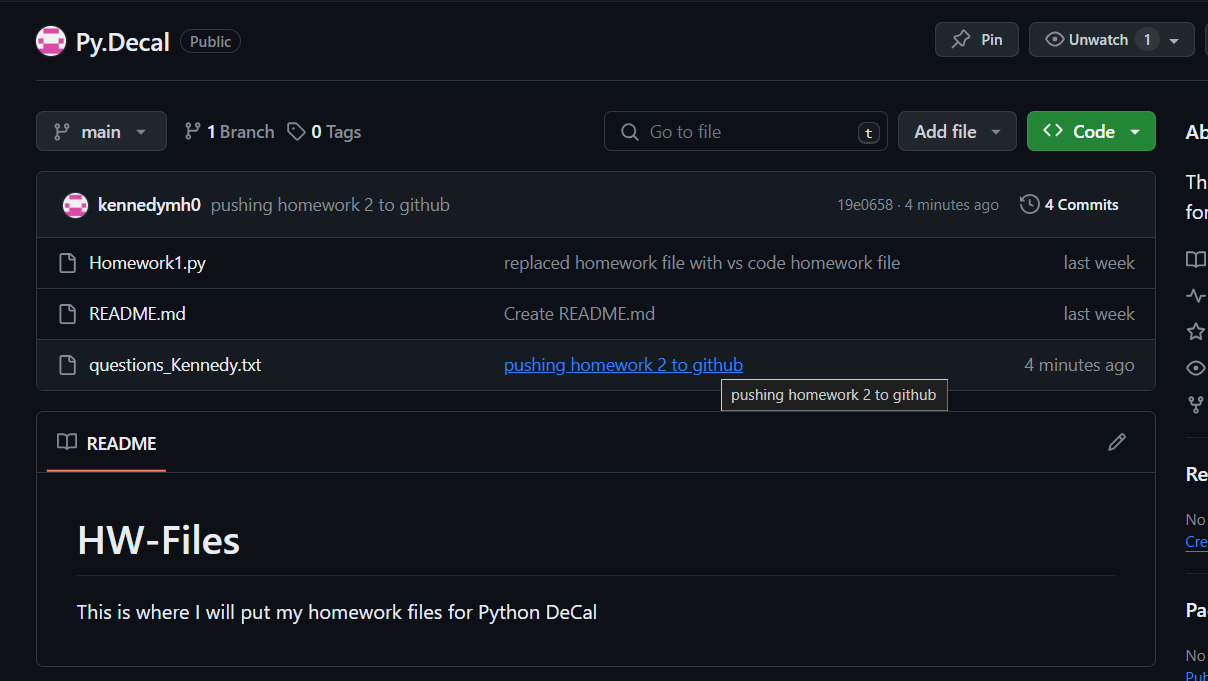 Py.Decal Public Pin Unwatch 1
main 1 Branch 0 Tags Go to file t Add file Code
kennedymh0 pushing homework 2 to github 19e0658 · 4 minutes ago 4 Commits
Homework1.py replaced homework file with vs code homework file last week
README.md Create README.md last week
questions_Kennedy.txt pushing homework 2 to github 4 minutes ago
pushing homework 2 to github
README
HW-Files
This is where I will put my homework files for Python DeCal
Ab
Th
for
Re
No
Cre
Pa
No
Pub